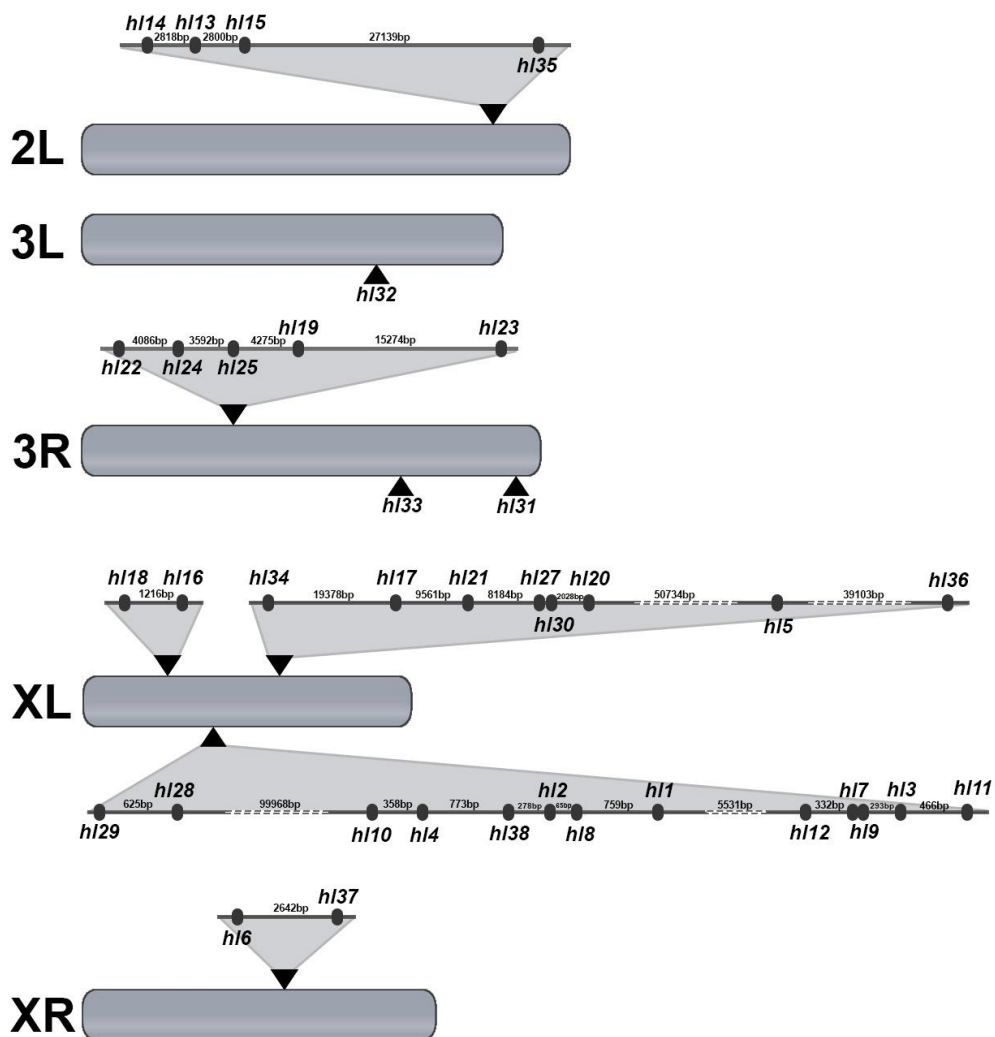 hl14 hl13 hl15
2818bp 2800bp 27139bp
hl35
2L
3L
hl32
hl19 hl23
4086bp 3592bp 4275bp 15274bp
hl22 hl24 hl25
3R
hl33 hl31
hl18 hl16 hl34 hl17 hl21 hl27 hl20 hl36
1216bp 19378bp 9561bp 8184bp 2028bp 50734bp 39103bp
hl30 hl5
XL
hl28 hl2 hl1 hl7 hl3 hl11
625bp 99968bp 358bp 773bp 278bp 65bp 759bp 5531bp 332bp 293bp 466bp
hl29 hl10 hl4 hl38 hl8 hl12 hl9
hl37
2642bp
hl6
XR